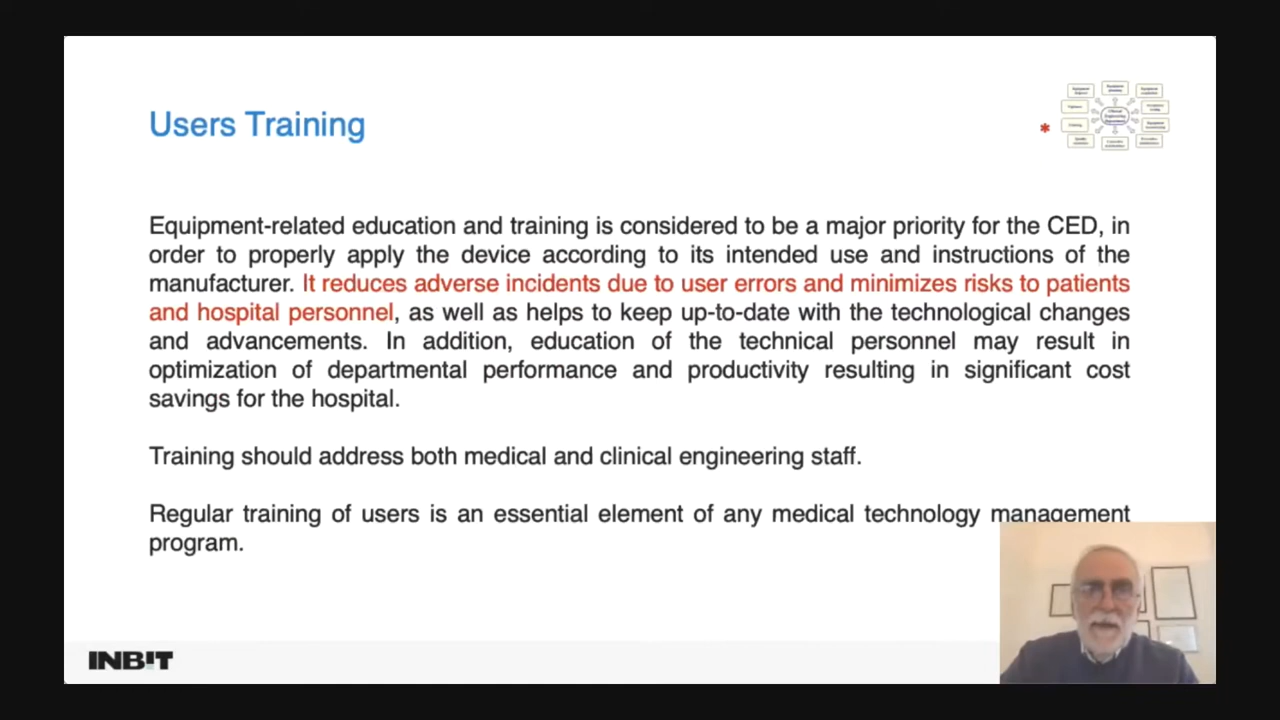 Users Training
*
Clinical
Engineering
Department
Training
Equipment-related education and training is considered to be a major priority for the CED, in
order to properly apply the device according to its intended use and instructions of the
manufacturer. It reduces adverse incidents due to user errors and minimizes risks to patients
and hospital personnel, as well as helps to keep up-to-date with the technological changes
and advancements. In addition, education of the technical personnel may result in
optimization of departmental performance and productivity resulting in significant cost
savings for the hospital.
Training should address both medical and clinical engineering staff.
Regular training of users is an essential element of any medical technology management
program.
INBIT